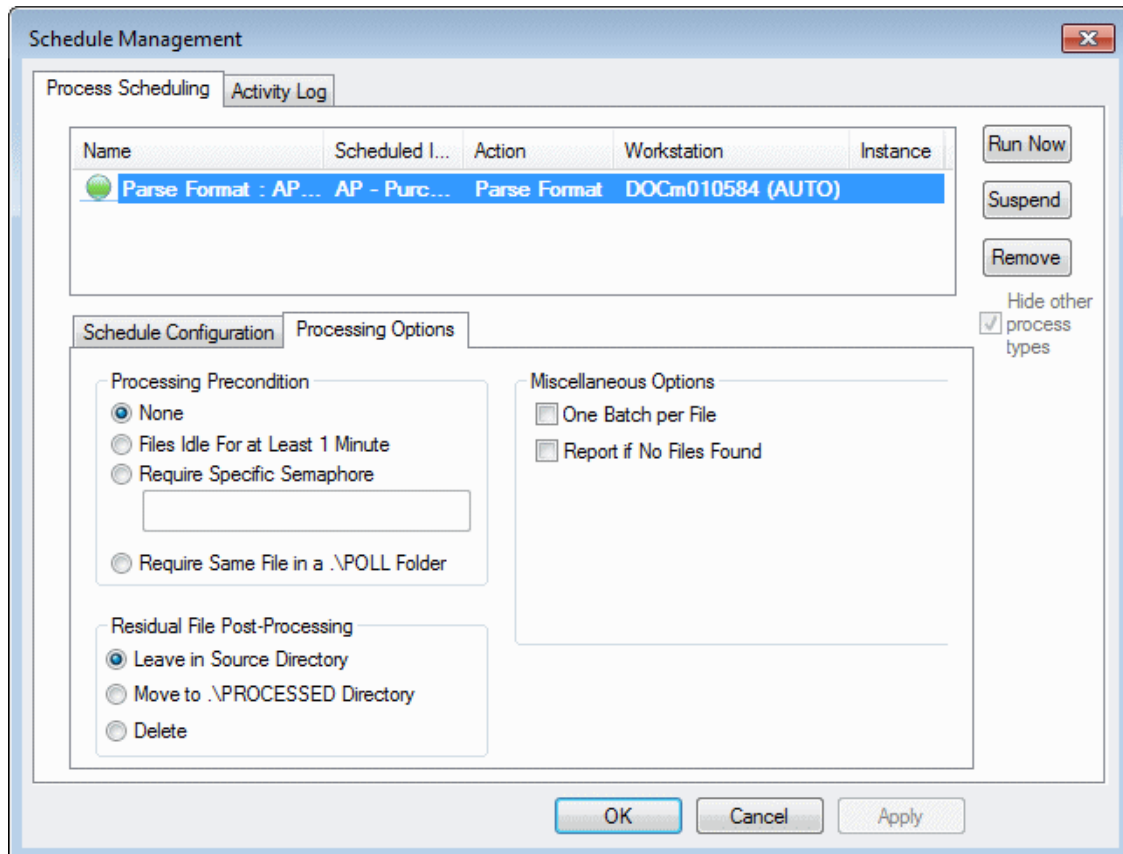 Schedule Management
Process Scheduling Activity Log
Name Scheduled I... Action Workstation Instance
Parse Format : AP... AP - Purc... Parse Format DOCm010584 (AUTO)
Run Now
Suspend
Remove
Hide other
process
types
Schedule Configuration Processing Options
Processing Precondition
None
Files Idle For at Least 1 Minute
Require Specific Semaphore
Require Same File in a .\POLL Folder
Miscellaneous Options
One Batch per File
Report if No Files Found
Residual File Post-Processing
Leave in Source Directory
Move to .\PROCESSED Directory
Delete
OK Cancel Apply